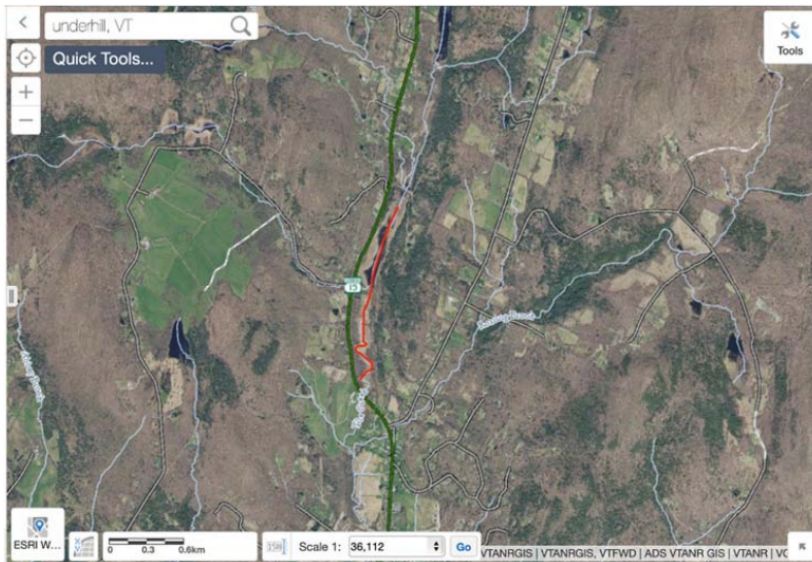 underhill, VT
Quick Tools...
Tools
+
−
15
ESRI W...
0 0.3 0.6km
Scale 1: 36,112 Go
VTANRGIS | VTANRGIS, VTFWD | ADS VTANR GIS | VTANR | VC